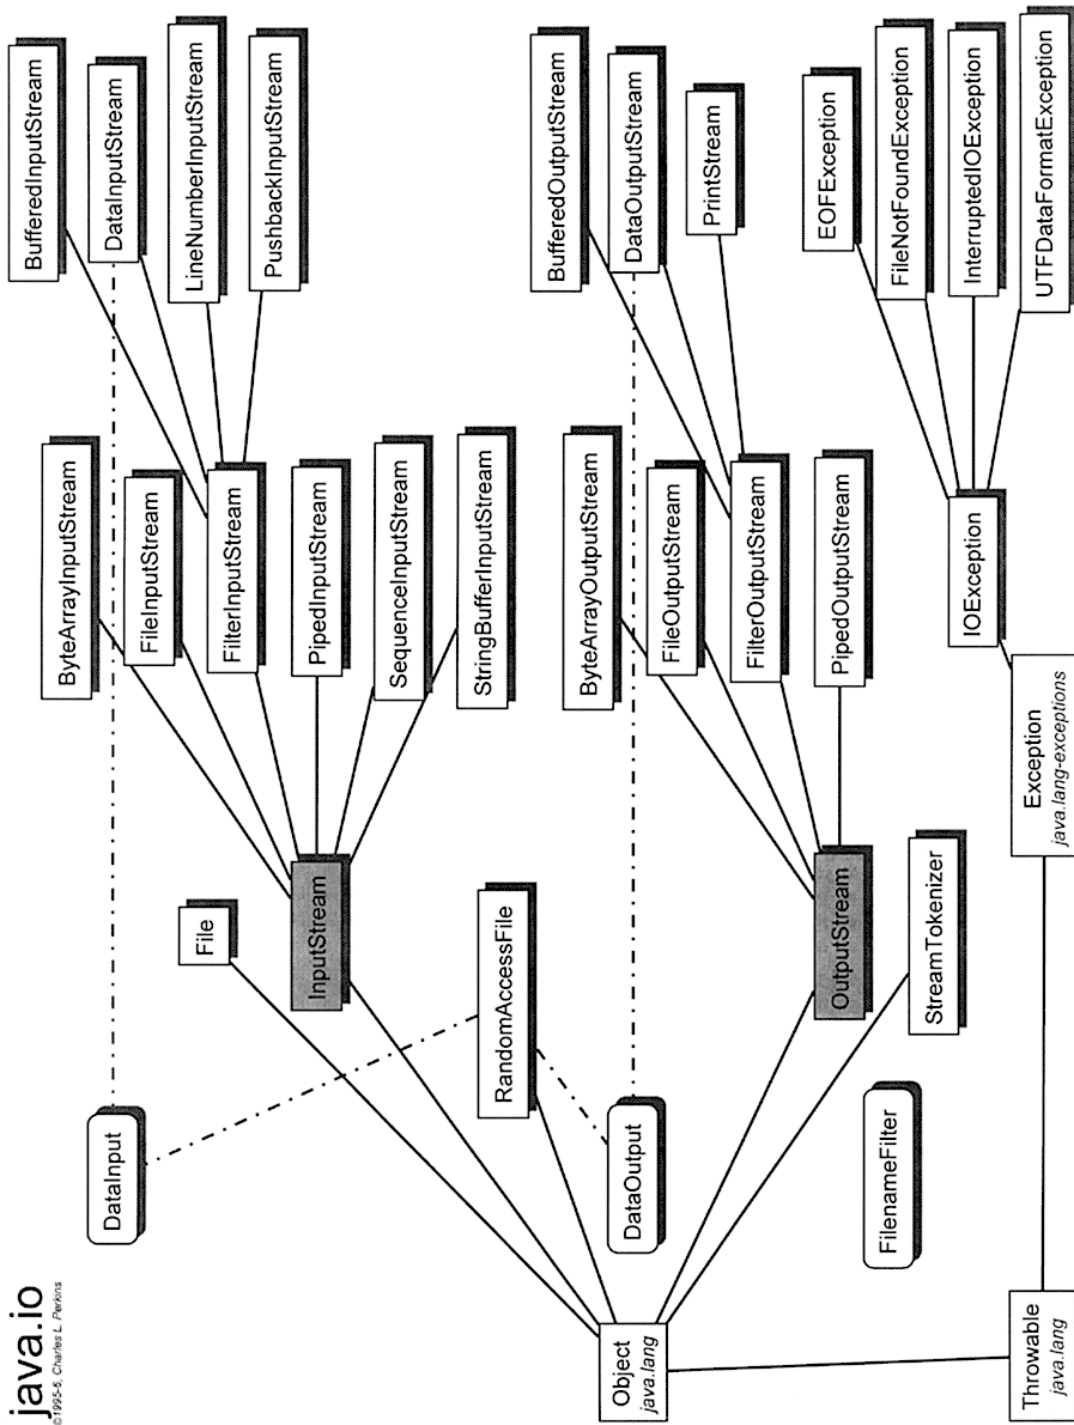 java.io
©1995-6, Charles L. Perkins
BufferedInputStream
DataInputStream
LineNumberInputStream
PushbackInputStream
ByteArrayInputStream
FileInputStream
FilterInputStream
PipedInputStream
SequenceInputStream
StringBufferInputStream
File
InputStream
DataInput
RandomAccessFile
BufferedOutputStream
DataOutputStream
PrintStream
ByteArrayOutputStream
FileOutputStream
FilterOutputStream
PipedOutputStream
OutputStream
DataOutput
Object
java.lang
StreamTokenizer
FilenameFilter
EOFException
FileNotFoundException
InterruptedIOException
UTFDataFormatException
IOException
Exception
java.lang-exceptions
Throwable
java.lang